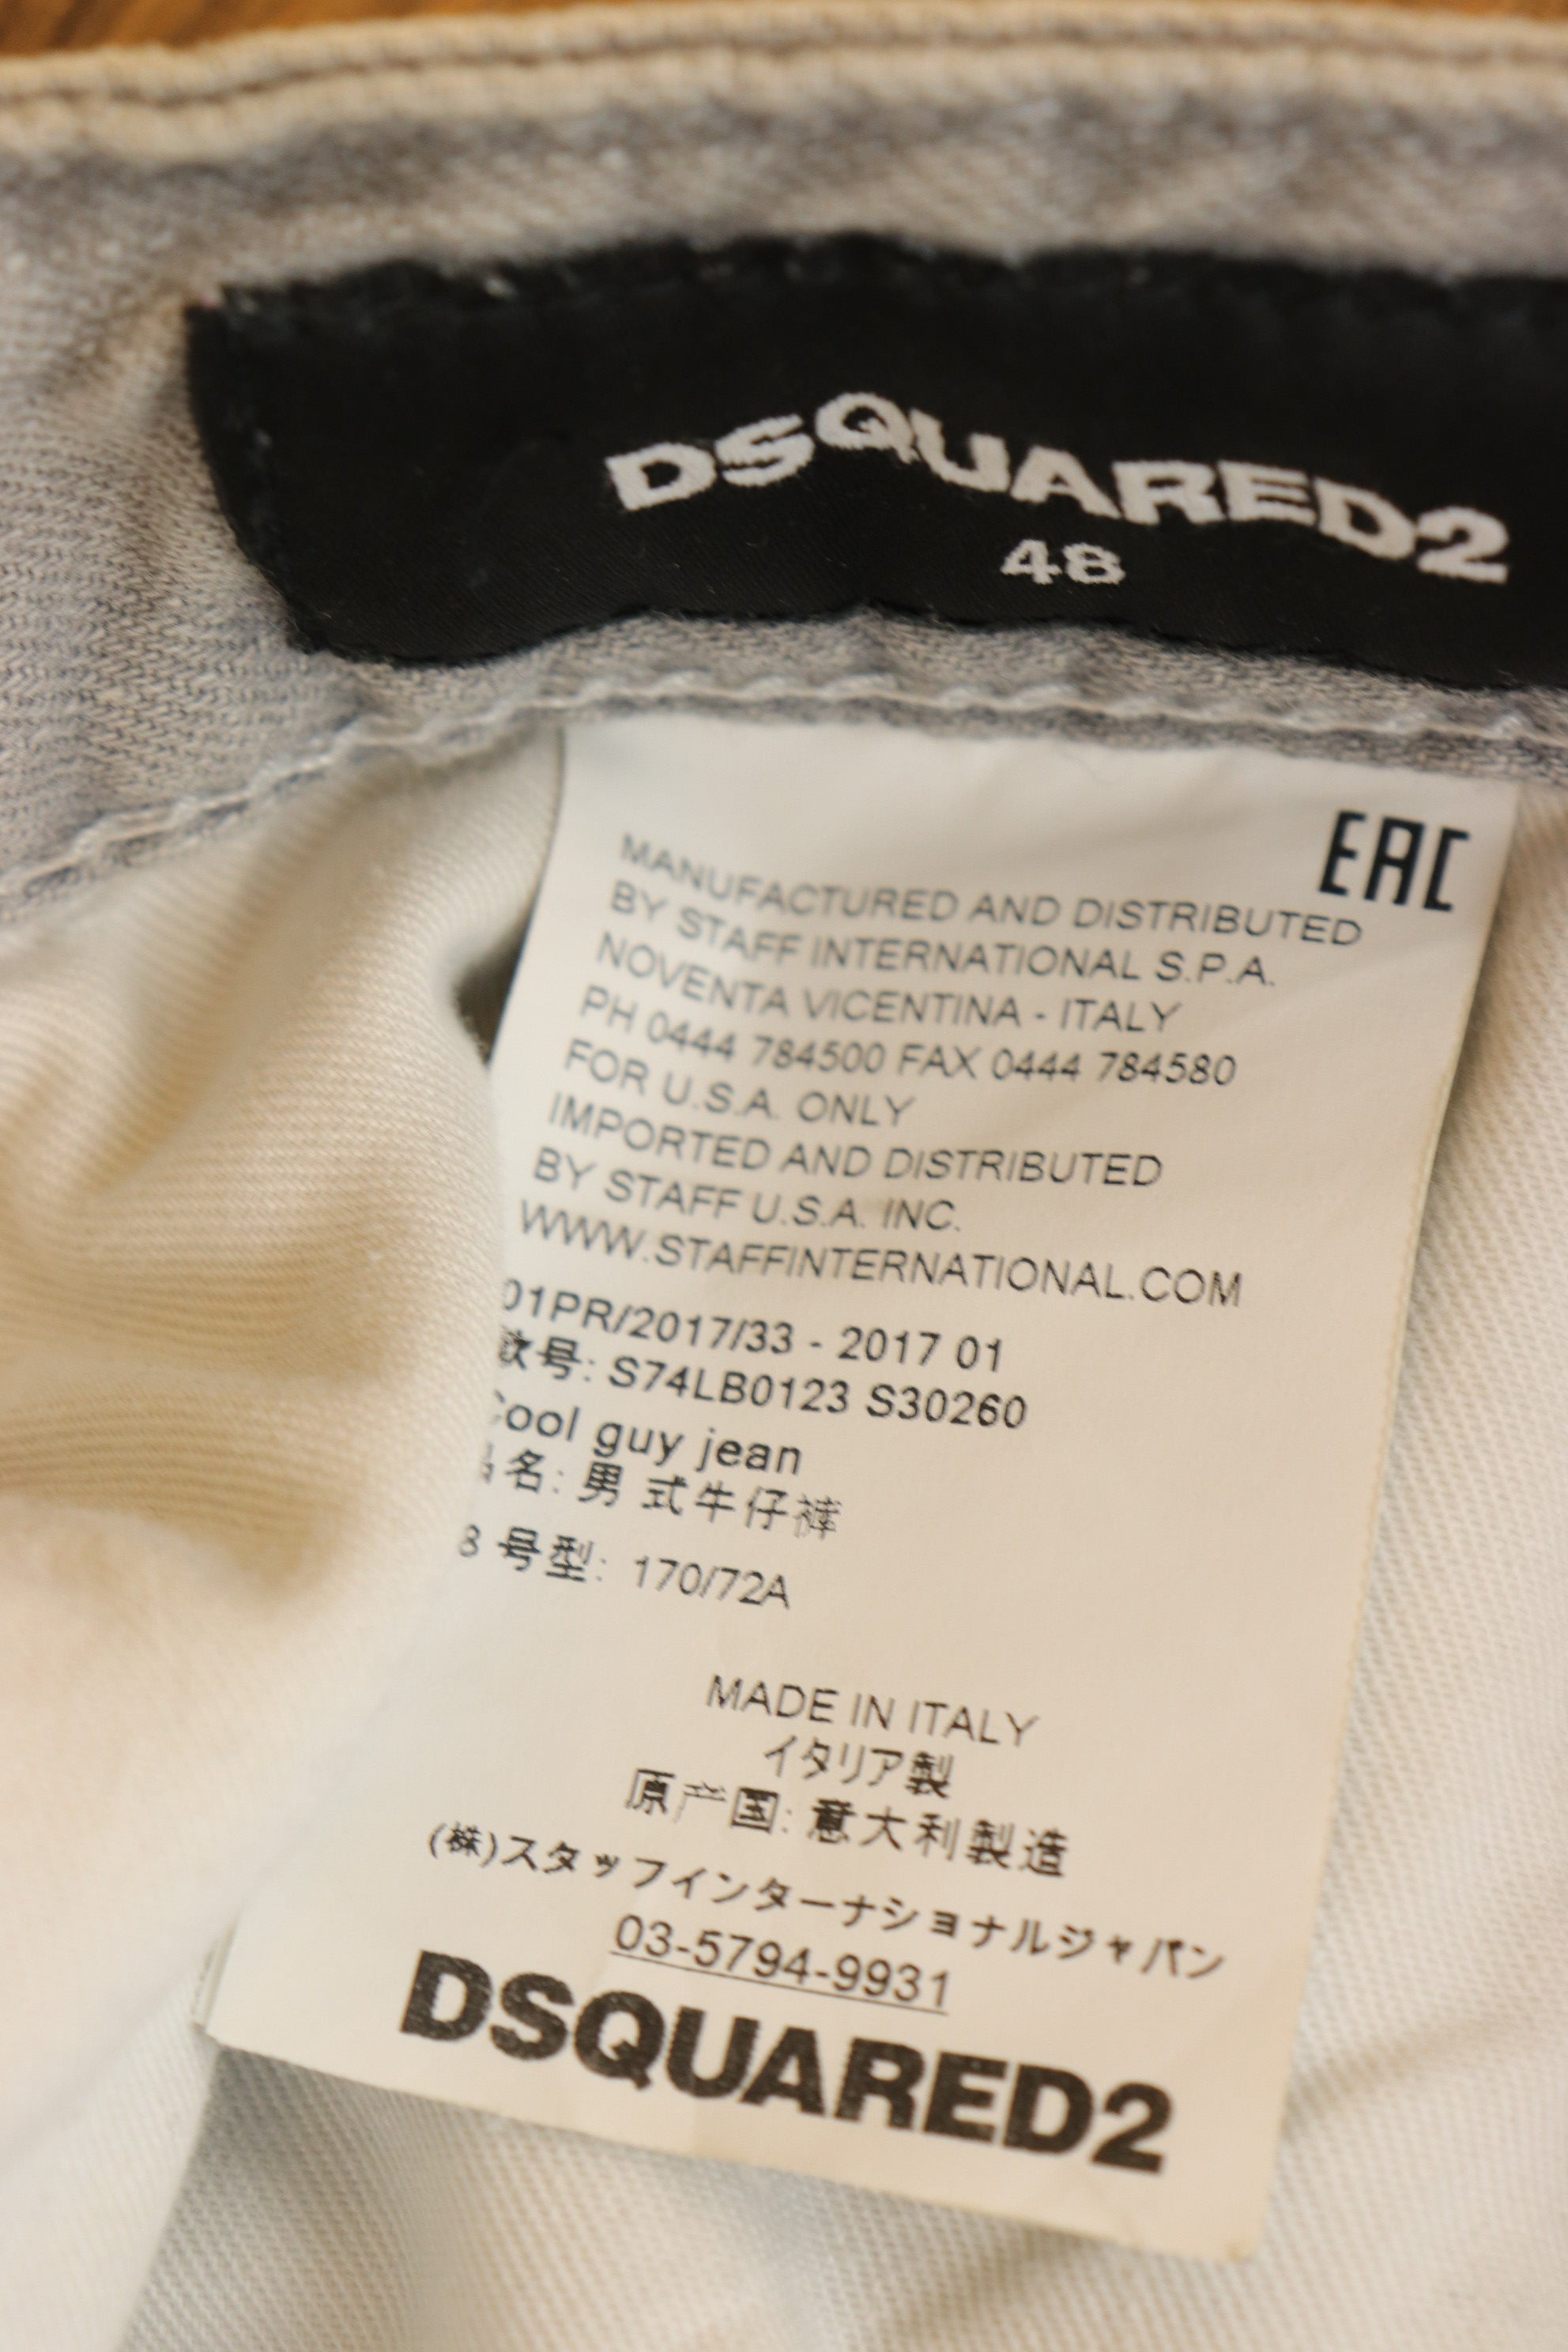 DSQUARED2
48
EAC
MANUFACTURED AND DISTRIBUTED
BY STAFF INTERNATIONAL S.P.A.
NOVENTA VICENTINA - ITALY
PH 0444 784500 FAX 0444 784580
FOR U.S.A. ONLY
IMPORTED AND DISTRIBUTED
BY STAFF U.S.A. INC.
WWW.STAFFINTERNATIONAL.COM
01PR/2017/33 - 2017 01
款号: S74LB0123 S30260
Cool guy jean
名: 男 式牛仔裤
8 号型: 170/72A
MADE IN ITALY
イタリア製
原产国: 意大利製造
(株)スタッフインターナショナルジャパン
03-5794-9931
DSQUARED2